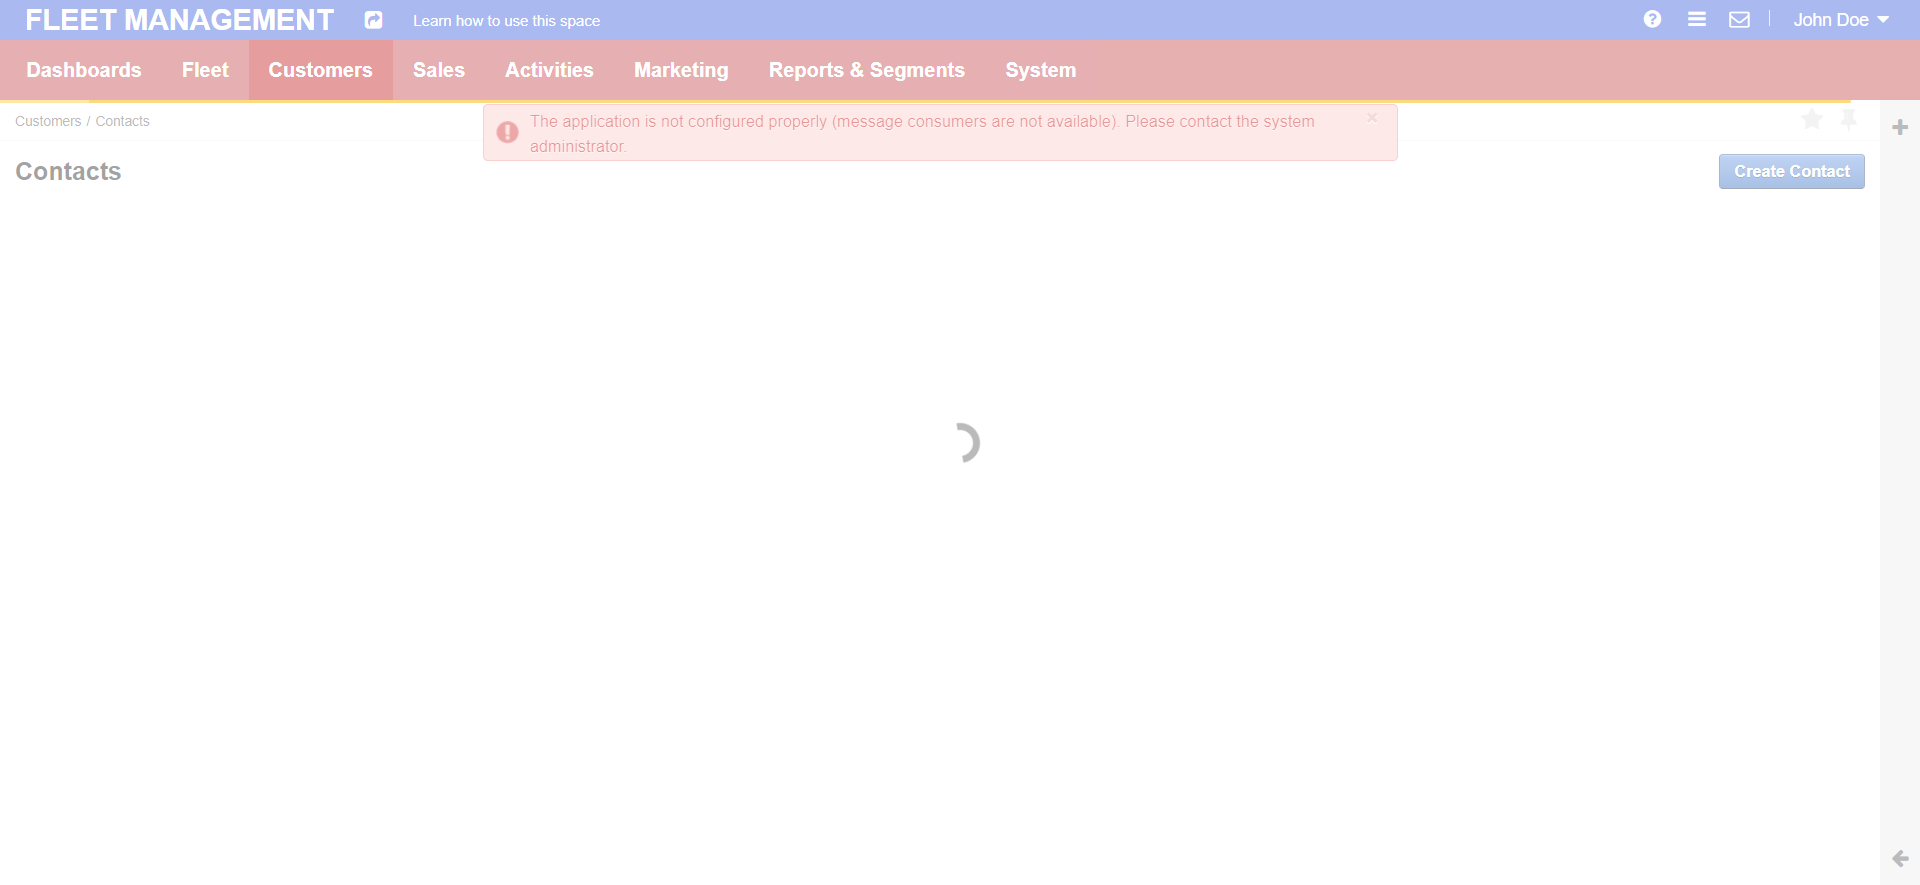 FLEET MANAGEMENT
Learn how to use this space
John Doe
Dashboards
Fleet
Customers
Sales
Activities
Marketing
Reports & Segments
System
Customers / Contacts
The application is not configured properly (message consumers are not available). Please contact the system
administrator.
×
Contacts
Create Contact